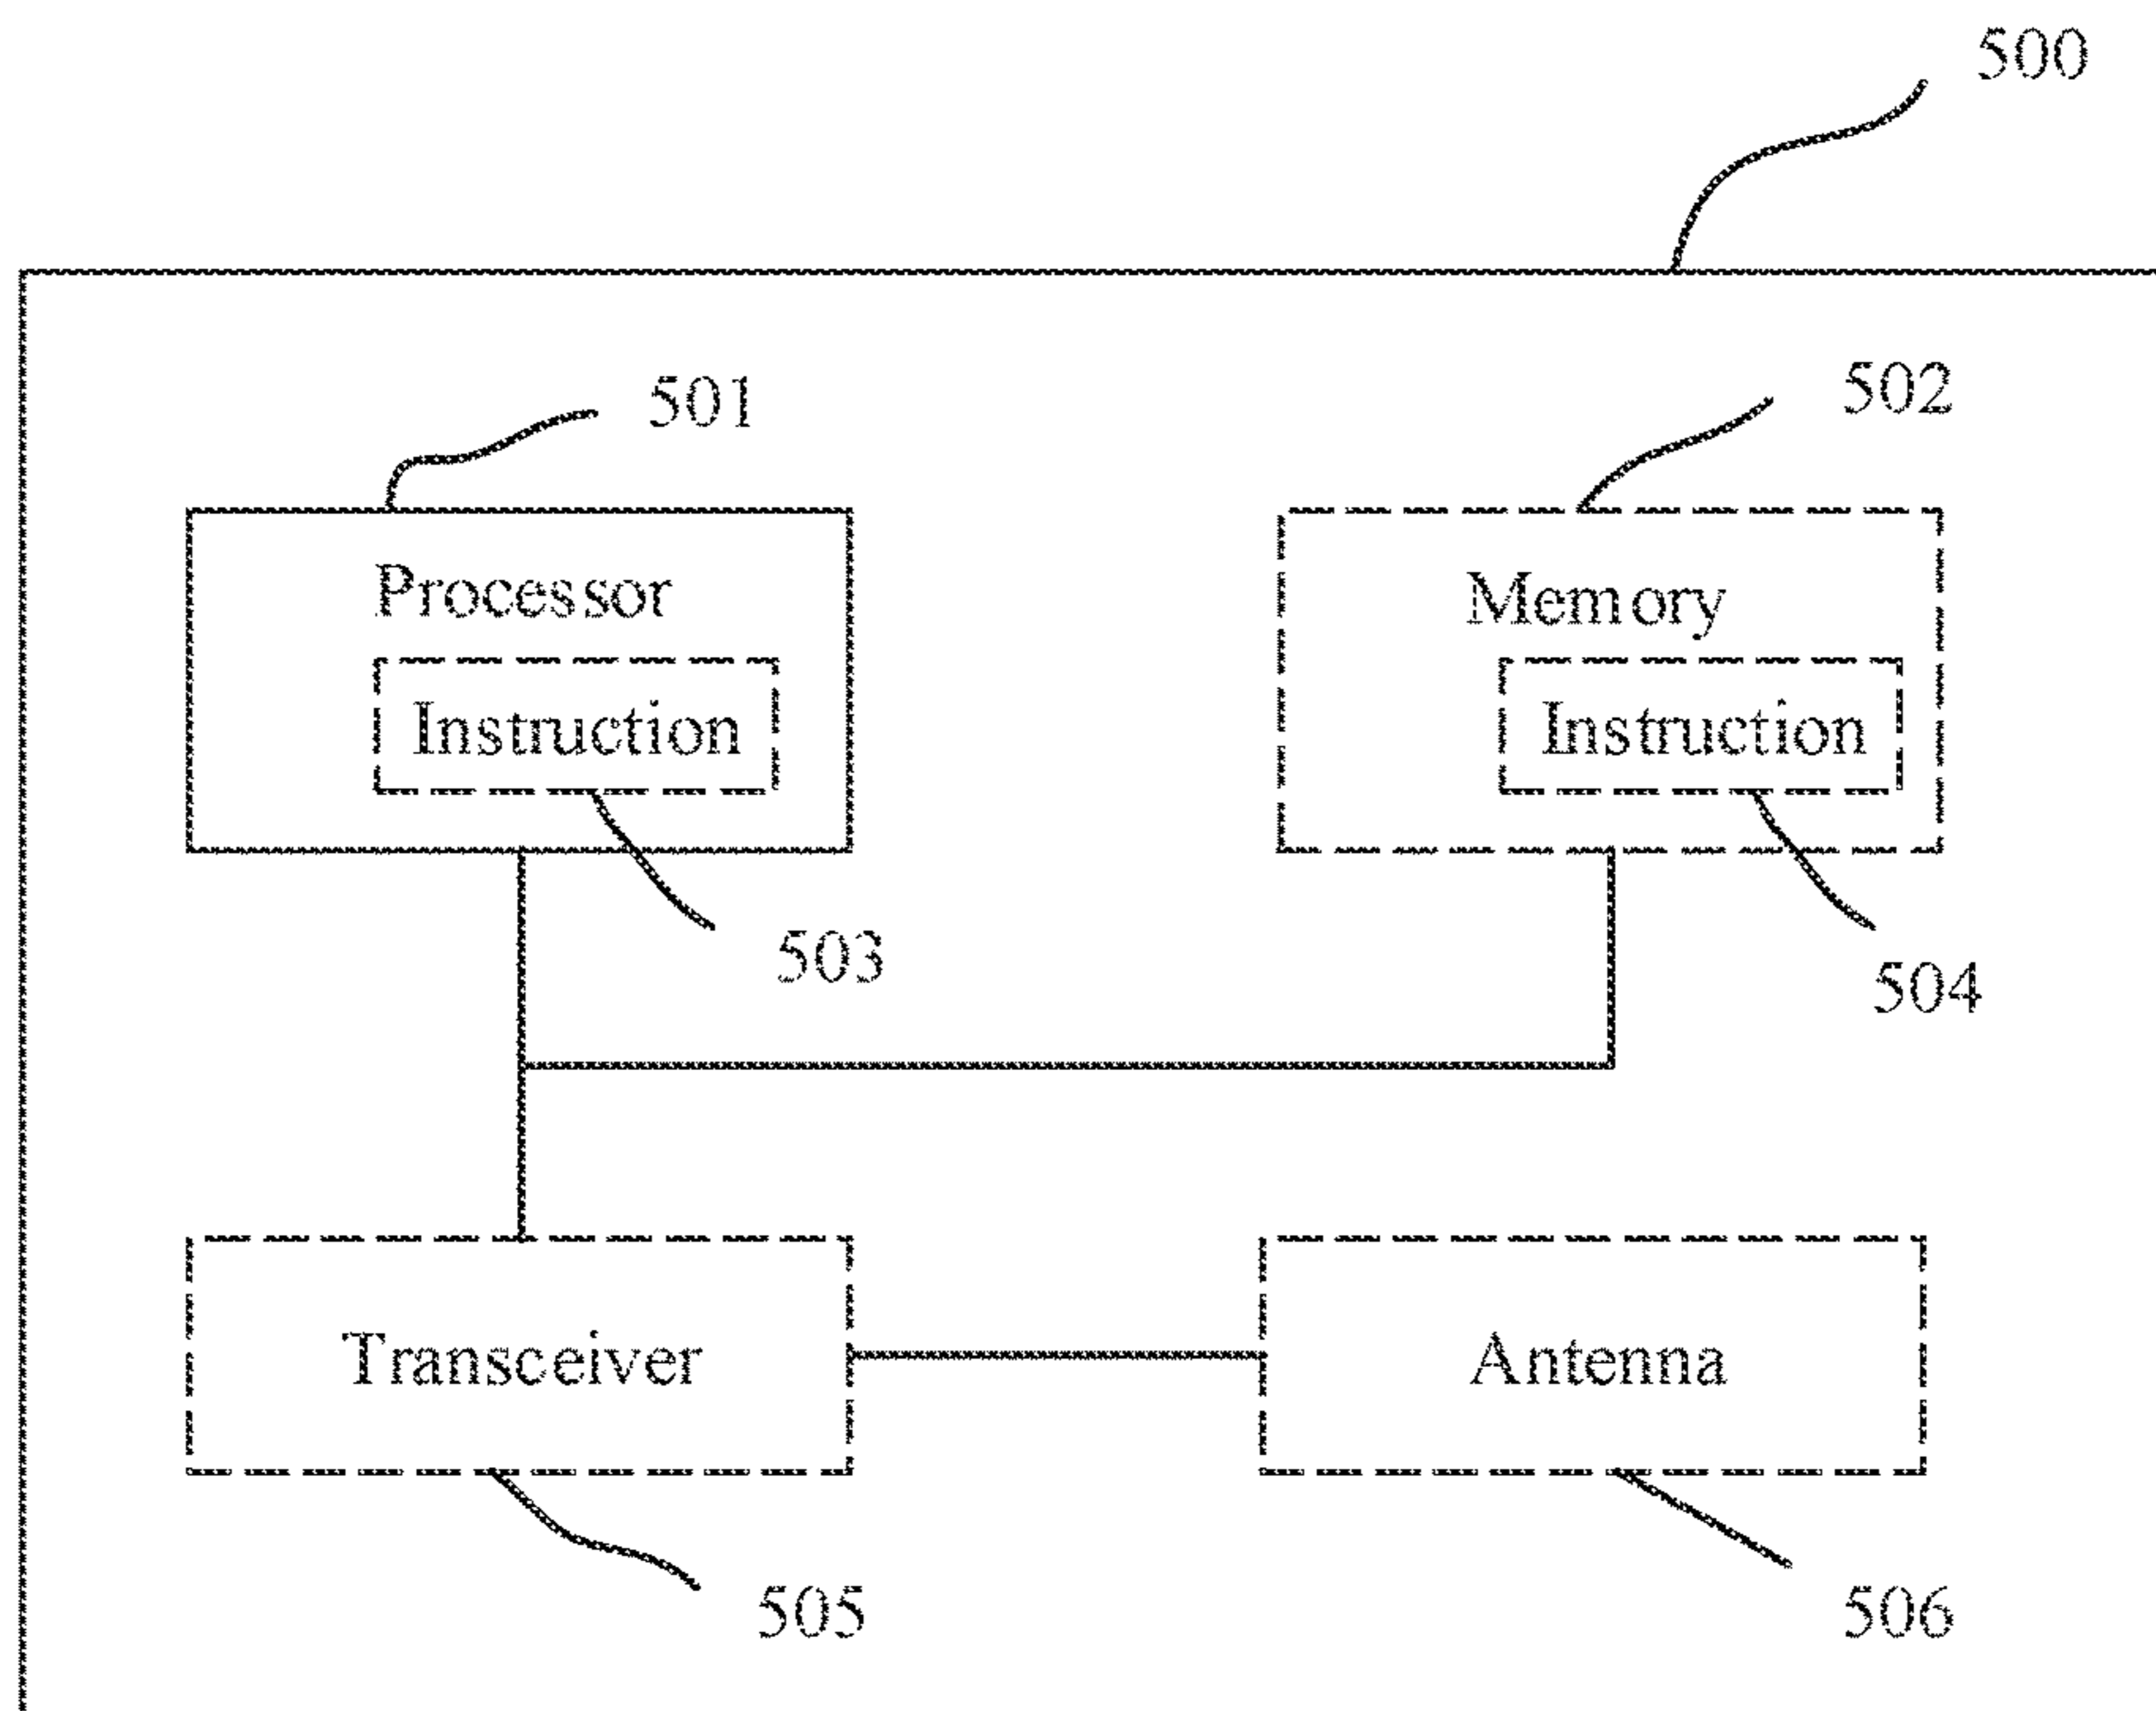 500
501
502
Processor
Memory
Instruction
Instruction
503
504
Transceiver
Antenna
505
506